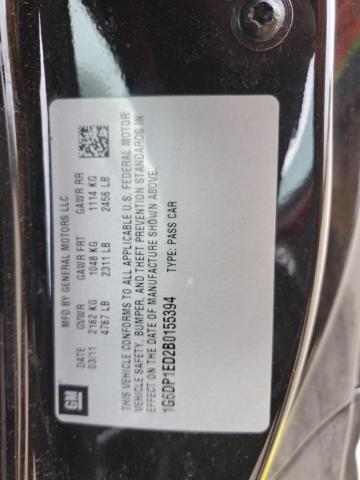 GM
MFD BY GENERAL MOTORS LLC
DATE GVWR GAWR FRT GAWR RR
03/11 2162 KG 1048 KG 1114 KG
4767 LB 2311 LB 2456 LB
THIS VEHICLE CONFORMS TO ALL APPLICABLE U.S. FEDERAL MOTOR
VEHICLE SAFETY, BUMPER, AND THEFT PREVENTION STANDARDS IN
EFFECT ON THE DATE OF MANUFACTURE SHOWN ABOVE.
1G6DP1ED2B0155394 TYPE: PASS CAR